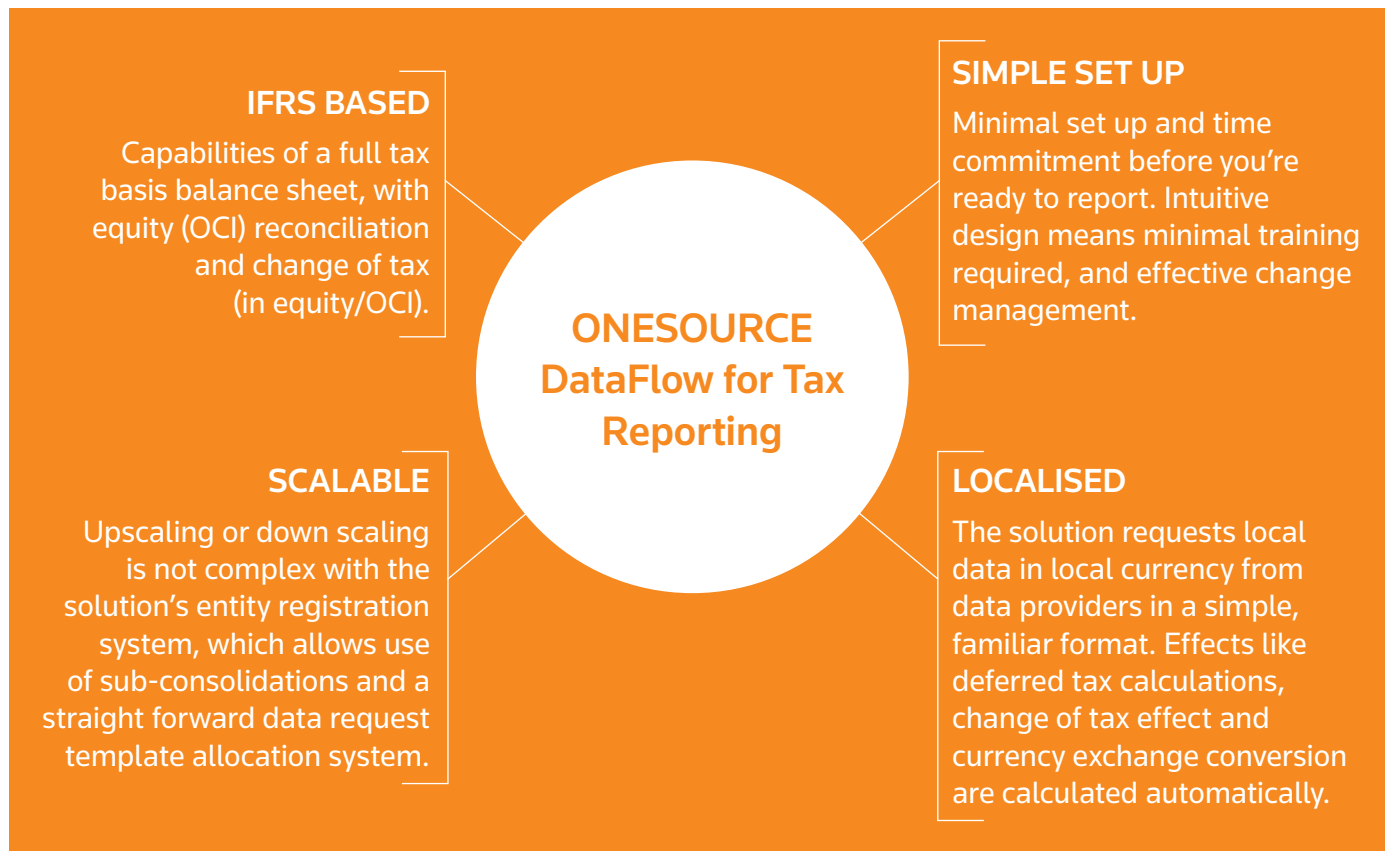 IFRS BASED
Capabilities of a full tax
basis balance sheet, with
equity (OCI) reconciliation
and change of tax
(in equity/OCI).
SIMPLE SET UP
Minimal set up and time
commitment before you’re
ready to report. Intuitive
design means minimal training
required, and effective change
management.
ONESOURCE
DataFlow for Tax
Reporting
SCALABLE
Upscaling or down scaling
is not complex with the
solution’s entity registration
system, which allows use
of sub-consolidations and a
straight forward data request
template allocation system.
LOCALISED
The solution requests local
data in local currency from
data providers in a simple,
familiar format. Effects like
deferred tax calculations,
change of tax effect and
currency exchange conversion
are calculated automatically.